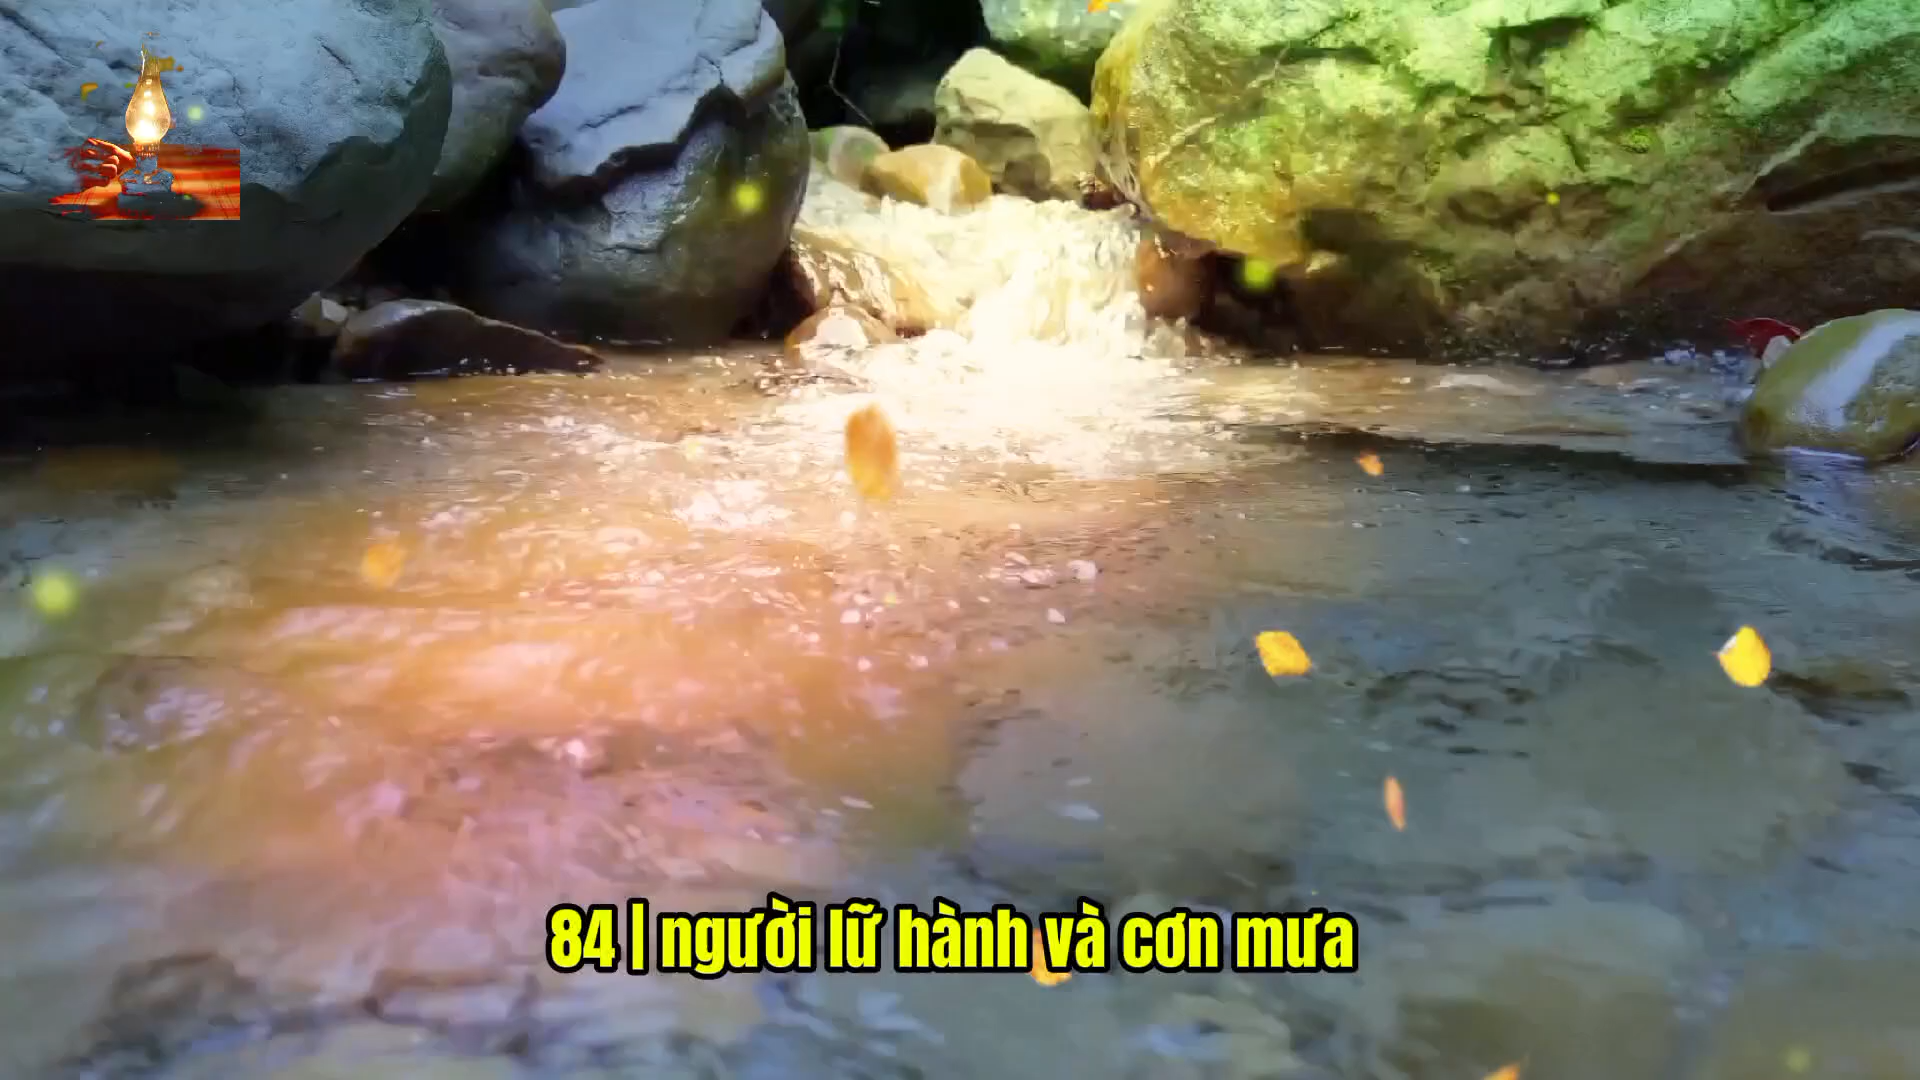 84 | người lữ hành và cơn mưa